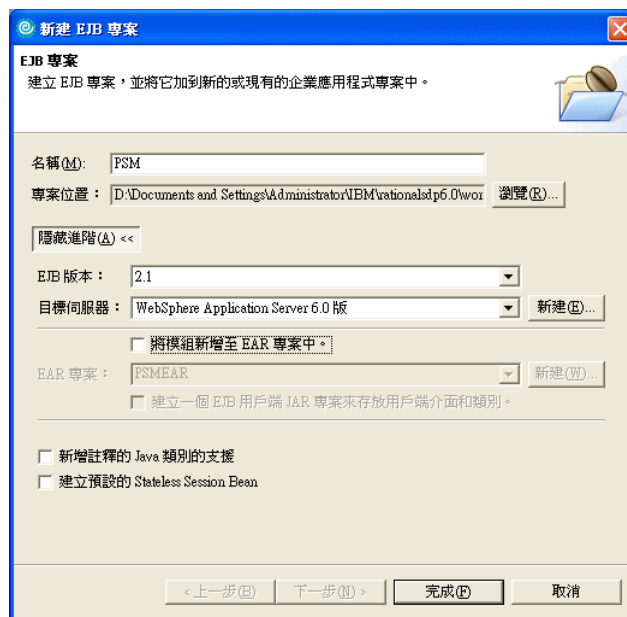 新建 EJB 專案
EJB 專案
建立 EJB 專案，並將它加到新的或現有的企業應用程式專案中。
名稱(M): PSM
專案位置： D:\Documents and Settings\Administrator\IBM\rationalsdp6.0\wor 瀏覽(R)...
隱藏進階(A) <<
EJB 版本： 2.1
目標伺服器： WebSphere Application Server 6.0 版 新建(E)...
將模組新增至 EAR 專案中。
EAR 專案： PSMEAR 新建(W)...
建立一個 EJB 用戶端 JAR 專案來存放用戶端介面和類別。
新增註釋的 Java 類別的支援
建立預設的 Stateless Session Bean
<上一步(B) 下一步(N)> 完成(F) 取消